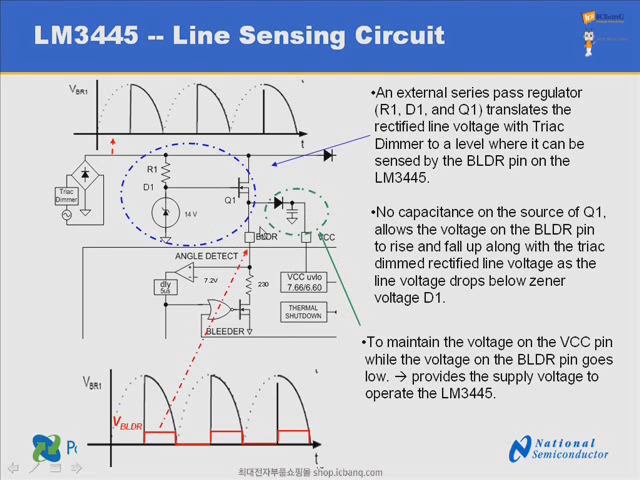 LM3445 -- Line Sensing Circuit
V_BR1
t
R1
D1
Q1
14 V
Triac
Dimmer
BLDR
VCC
ANGLE DETECT
dly
5uS
7.2V
230
VCC uvlo
7.66/6.60
THERMAL
SHUTDOWN
BLEEDER
V_BR1
V_BLDR
t
•An external series pass regulator
(R1, D1, and Q1) translates the
rectified line voltage with Triac
Dimmer to a level where it can be
sensed by the BLDR pin on the
LM3445.
•No capacitance on the source of Q1,
allows the voltage on the BLDR pin
to rise and fall up along with the triac
dimmed rectified line voltage as the
line voltage drops below zener
voltage D1.
•To maintain the voltage on the VCC pin
while the voltage on the BLDR pin goes
low. → provides the supply voltage to
operate the LM3445.
National
Semiconductor
최대전자부품쇼핑몰 shop.icbanq.com